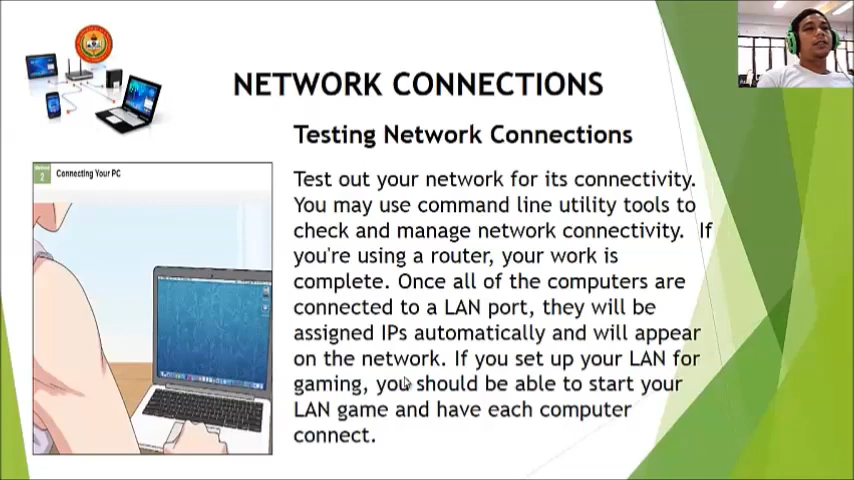 NETWORK CONNECTIONS
Testing Network Connections
Method
2
Connecting Your PC
Test out your network for its connectivity.
You may use command line utility tools to
check and manage network connectivity.  If
you're using a router, your work is
complete. Once all of the computers are
connected to a LAN port, they will be
assigned IPs automatically and will appear
on the network. If you set up your LAN for
gaming, you should be able to start your
LAN game and have each computer
connect.